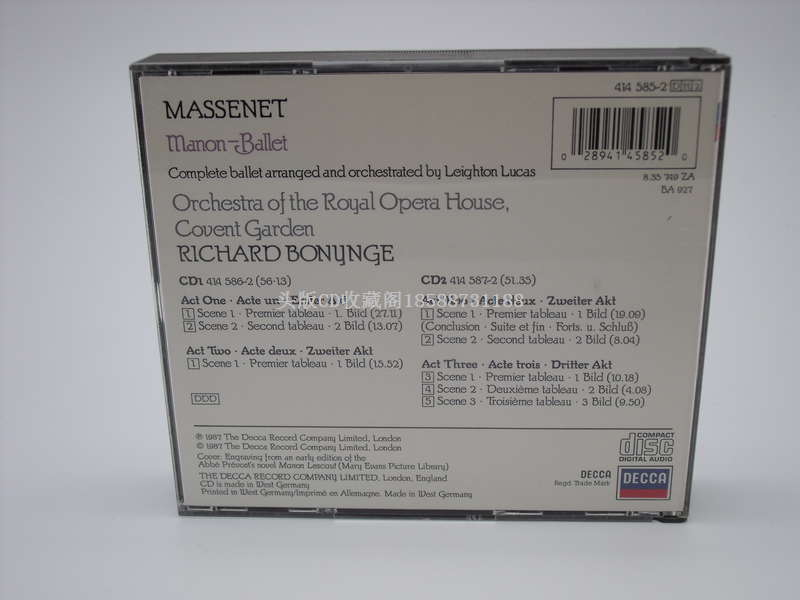 414 585-2 DH2
MASSENET
Manon-Ballet
Complete ballet arranged and orchestrated by Leighton Lucas
0 28941 45852 0
8.35 749 ZA
BA 927
Orchestra of the Royal Opera House,
Covent Garden
RICHARD BONYNGE
CD1 414 586-2 (56.13)
Act One · Acte un ·
1 Scene 1 · Premier tableau · 1. Bild (27.11)
2 Scene 2 · Second tableau · 2 Bild (13.07)
Act Two · Acte deux · Zweiter Akt
1 Scene 1 · Premier tableau · 1 Bild (15.52)
DDD
CD2 414 587-2 (51.35)
Zweiter Akt
1 Scene 1 · Premier tableau · 1 Bild (19.09)
(Conclusion · Suite et fin · Forts. u. Schluß)
2 Scene 2 · Second tableau · 2 Bild (8.04)
Act Three · Acte trois · Dritter Akt
3 Scene 1 · Premier tableau · 1 Bild (10.18)
4 Scene 2 · Deuxième tableau · 2 Bild (4.08)
5 Scene 3 · Troisième tableau · 3 Bild (9.50)
头版CD收藏阁
℗ 1987 The Decca Record Company Limited, London
© 1987 The Decca Record Company Limited, London
Cover: Engraving from an early edition of the
Abbé Prévost's novel Manon Lescaut (Mary Evans Picture Library)
THE DECCA RECORD COMPANY LIMITED, London, England
CD is made in West Germany
Printed in West Germany/Imprimé en Allemagne. Made in West Germany
COMPACT
disc
DIGITAL AUDIO
DECCA
Regd. Trade Mark
DECCA